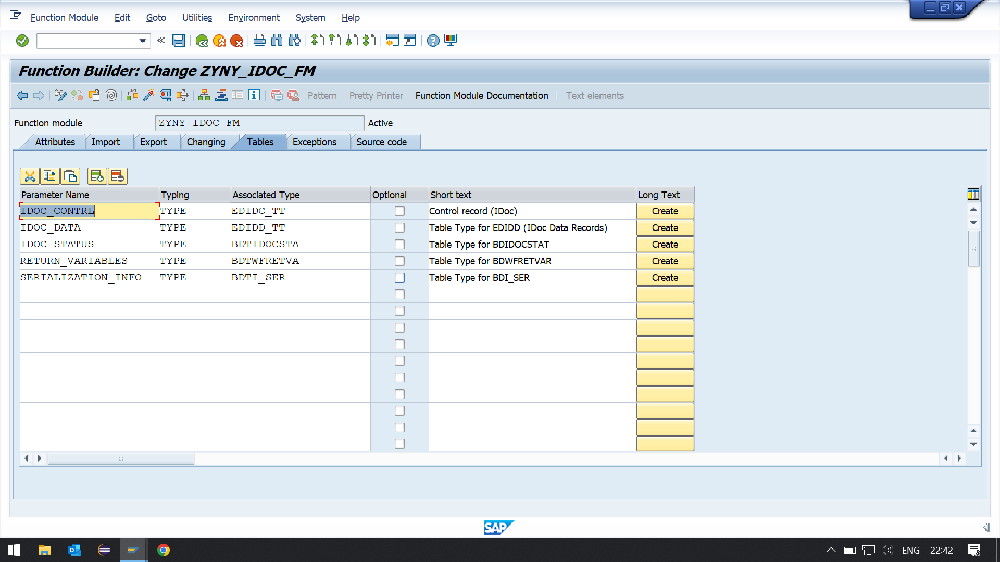 Function Module Edit Goto Utilities Environment System Help
Function Builder: Change ZYNY_IDOC_FM
Pattern Pretty Printer Function Module Documentation Text elements
Function module ZYNY_IDOC_FM Active
Attributes Import Export Changing Tables Exceptions Source code
Parameter Name Typing Associated Type Optional Short text Long Text
IDOC_CONTRL TYPE EDIDC_TT Control record (IDoc) Create
IDOC_DATA TYPE EDIDD_TT Table Type for EDIDD (IDoc Data Records) Create
IDOC_STATUS TYPE BDTIDOCSTA Table Type for BDIDOCSTAT Create
RETURN_VARIABLES TYPE BDTWFRETVA Table Type for BDWFRETVAR Create
SERIALIZATION_INFO TYPE BDTI_SER Table Type for BDI_SER Create
SAP
ENG 22:42